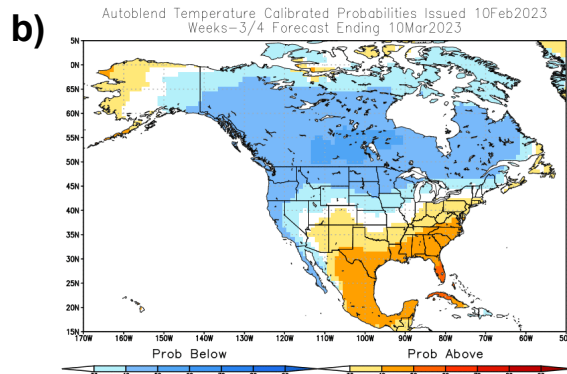 b)
Autoblend Temperature Calibrated Probabilities Issued 10Feb2023
Weeks-3/4 Forecast Ending 10Mar2023
5N
0N
65N
60N
55N
50N
45N
40N
35N
30N
25N
20N
15N
170W 160W 150W 140W 130W 120W 110W 100W 90W 80W 70W 60W 50
Prob Below Prob Above